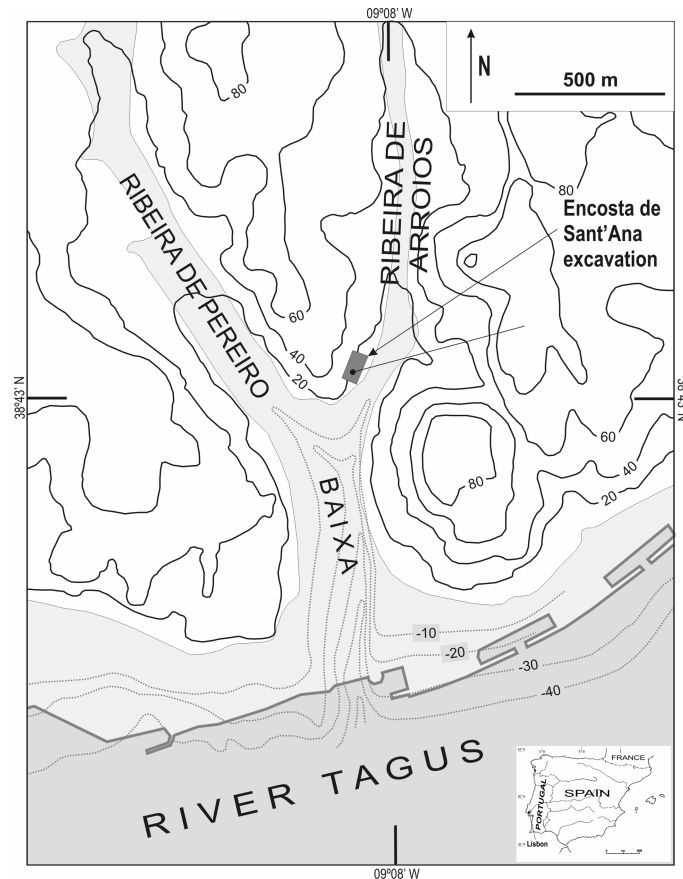 09º08' W
N
500 m
80
80
RIBEIRA DE
ARROIOS
Encosta de
Sant'Ana
excavation
RIBEIRA DE PEREIRO
60
40
20
38º43' N
38º43' N
60
40
20
80
BAIXA
-10
-20
-30
-40
RIVER TAGUS
FRANCE
SPAIN
PORTUGAL
Lisbon
09º08' W